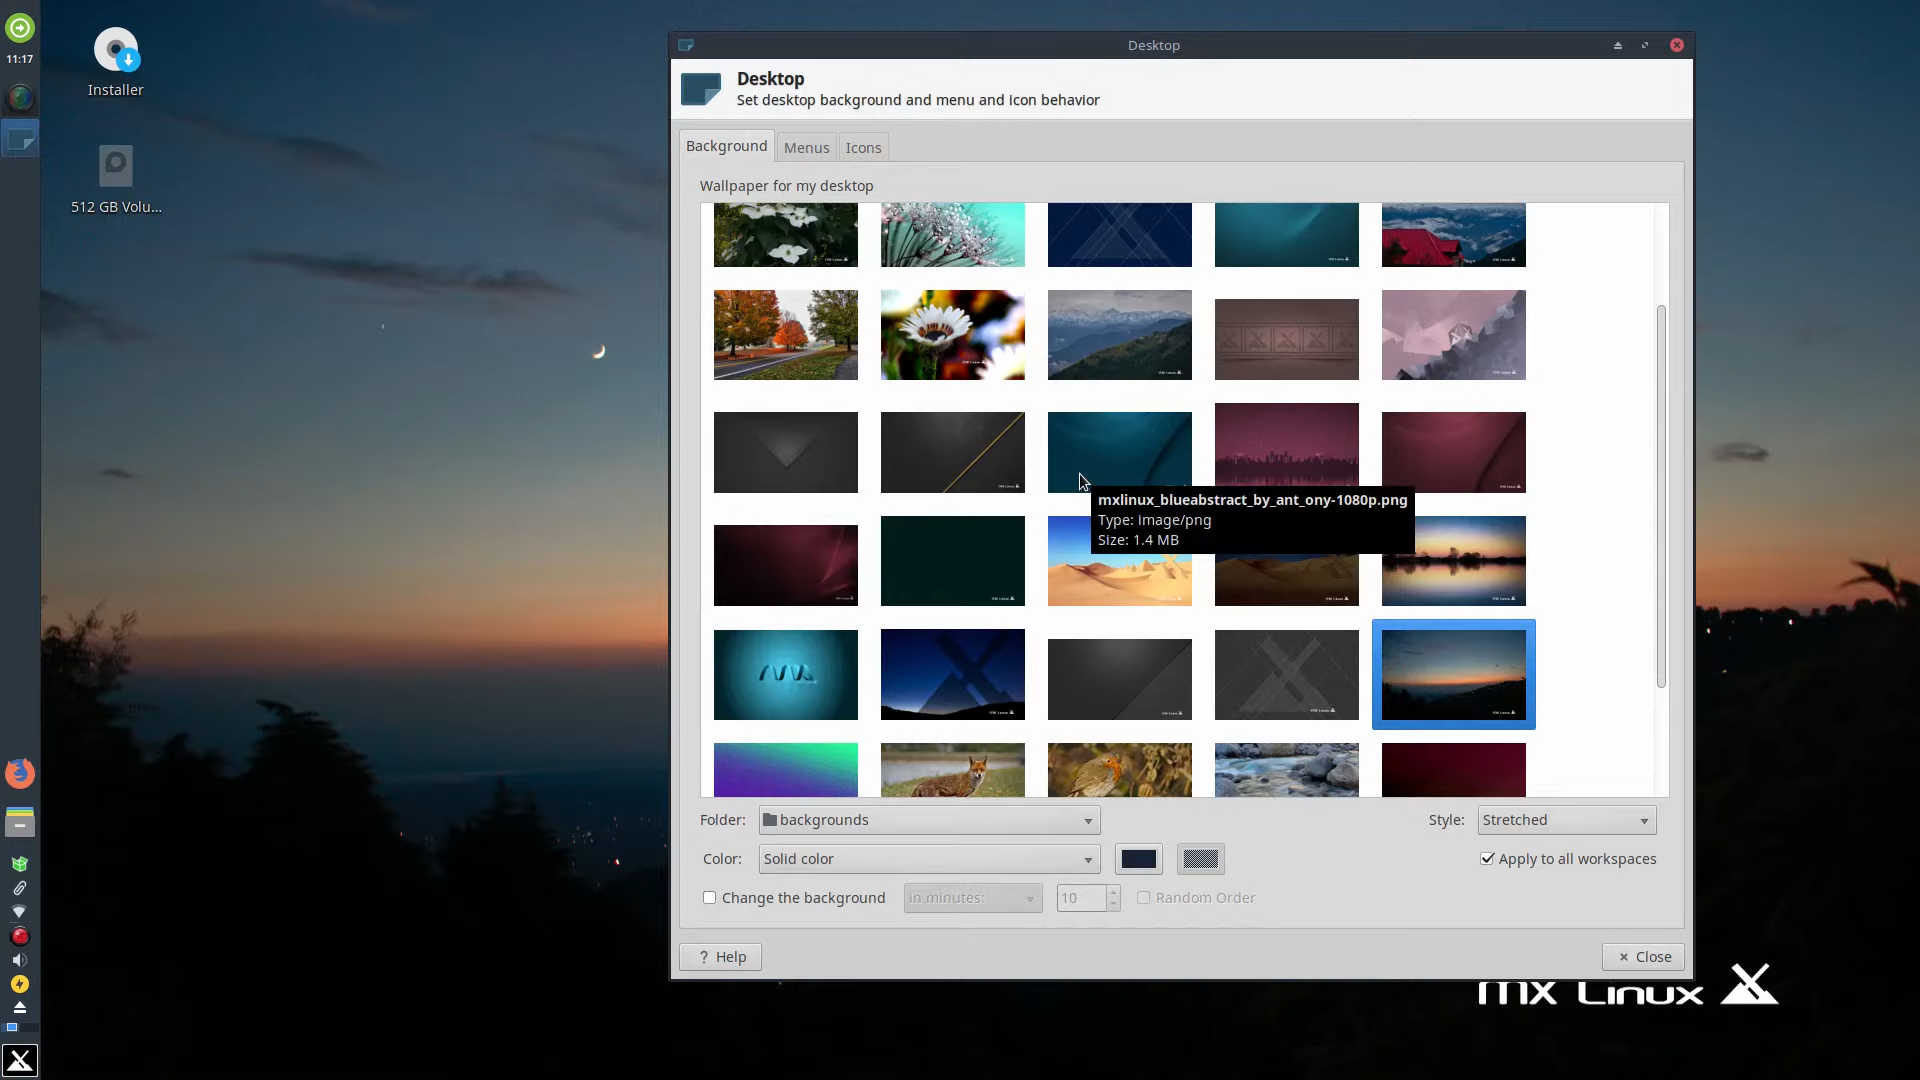 Desktop
11:17
Installer
512 GB Volu...
Desktop
Set desktop background and menu and icon behavior
Background
Menus
Icons
Wallpaper for my desktop
mxlinux_blueabstract_by_ant_ony-1080p.png
Type: image/png
Size: 1.4 MB
Folder:
backgrounds
Style:
Stretched
Color:
Solid color
Apply to all workspaces
Change the background
in minutes:
10
Random Order
? Help
Close
mx Linux